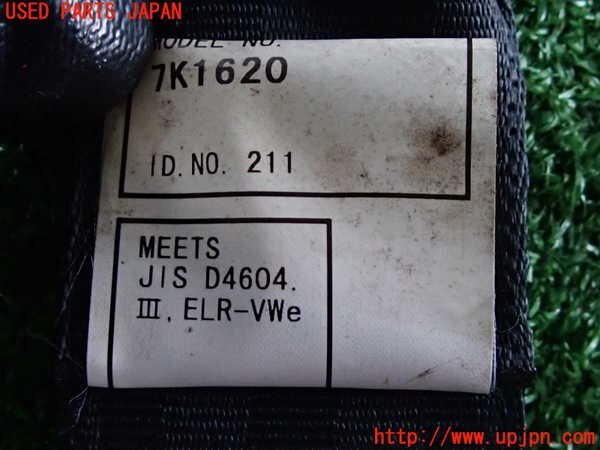 USED PARTS JAPAN
MODEL NO.
7K1620
ID.NO. 211
MEETS
JIS D4604.
III, ELR-VWe
http://www.upjpn.com/